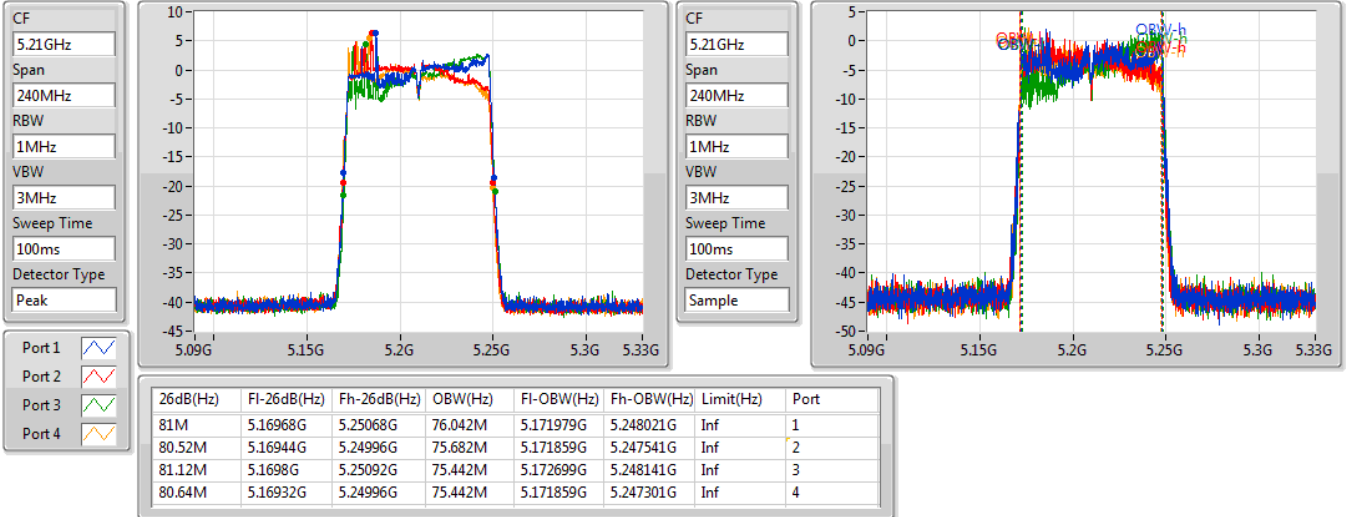 CF
5.21GHz
Span
240MHz
RBW
1MHz
VBW
3MHz
Sweep Time
100ms
Detector Type
Peak
10
5
0
-5
-10
-15
-20
-25
-30
-35
-40
-45
5.09G 5.15G 5.2G 5.25G 5.3G 5.33G
CF
5.21GHz
Span
240MHz
RBW
1MHz
VBW
3MHz
Sweep Time
100ms
Detector Type
Sample
5
0
-5
-10
-15
-20
-25
-30
-35
-40
-45
-50
OBW-h
5.09G 5.15G 5.2G 5.25G 5.3G 5.33G
Port 1
Port 2
Port 3
Port 4
26dB(Hz) Fl-26dB(Hz) Fh-26dB(Hz) OBW(Hz) Fl-OBW(Hz) Fh-OBW(Hz) Limit(Hz) Port
81M 5.16968G 5.25068G 76.042M 5.171979G 5.248021G Inf 1
80.52M 5.16944G 5.24996G 75.682M 5.171859G 5.247541G Inf 2
81.12M 5.1698G 5.25092G 75.442M 5.172699G 5.248141G Inf 3
80.64M 5.16932G 5.24996G 75.442M 5.171859G 5.247301G Inf 4